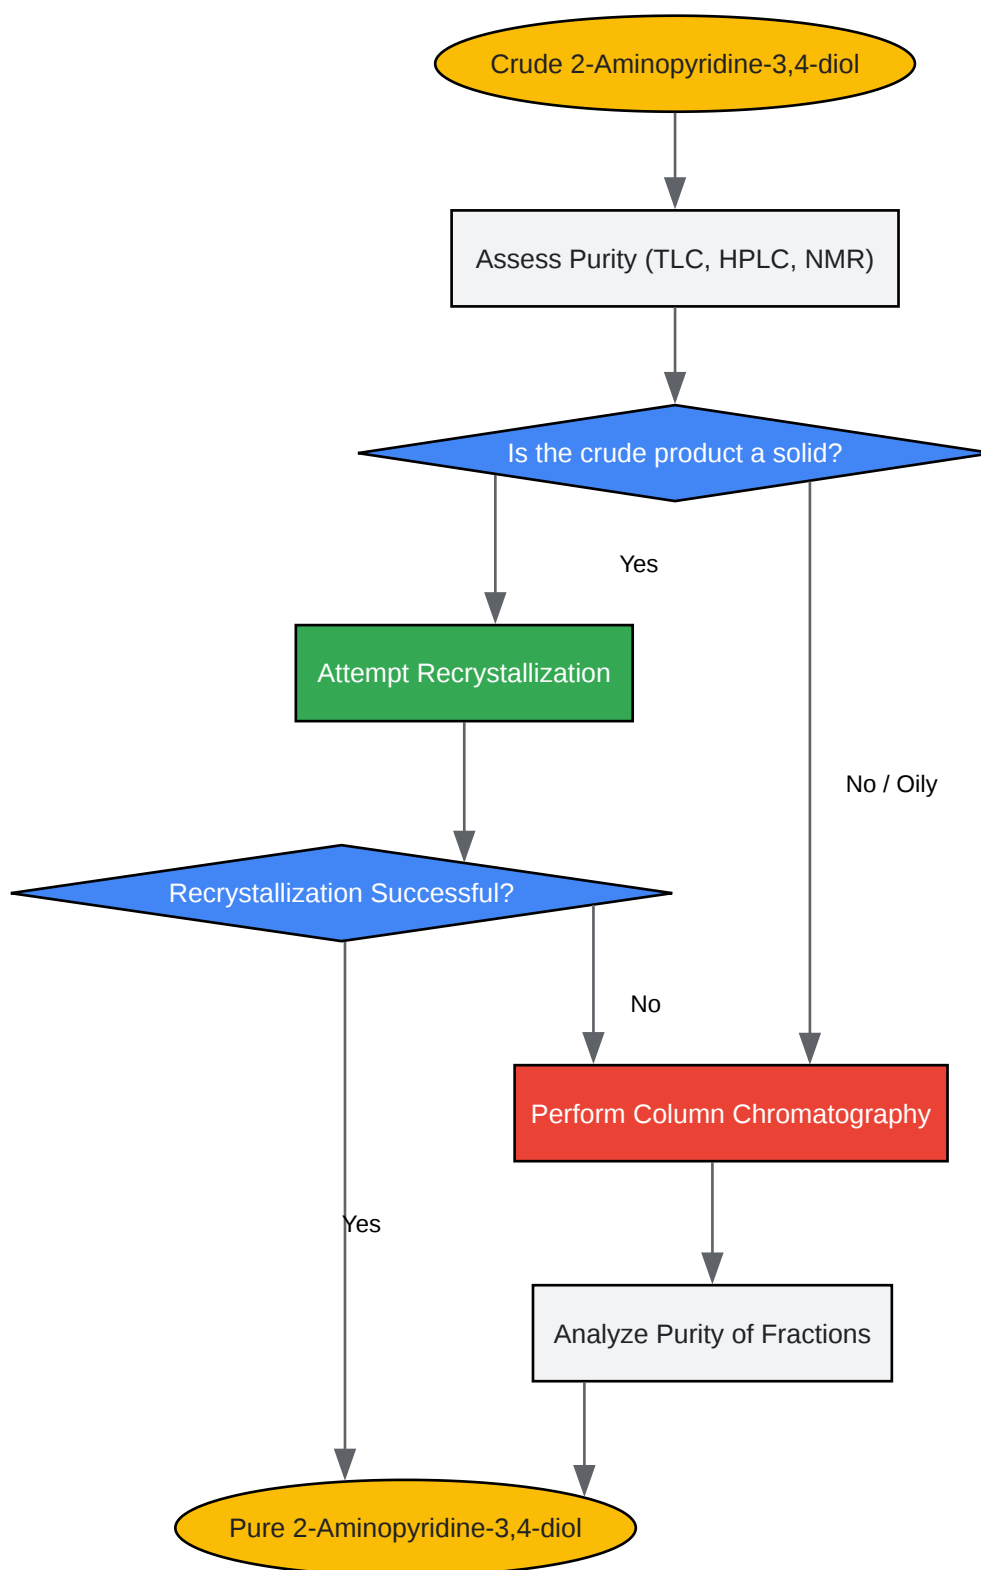 Crude 2-Aminopyridine-3,4-diol
Assess Purity (TLC, HPLC, NMR)
Is the crude product a solid?
Yes
Attempt Recrystallization
No / Oily
Recrystallization Successful?
No
Perform Column Chromatography
Yes
Analyze Purity of Fractions
Pure 2-Aminopyridine-3,4-diol